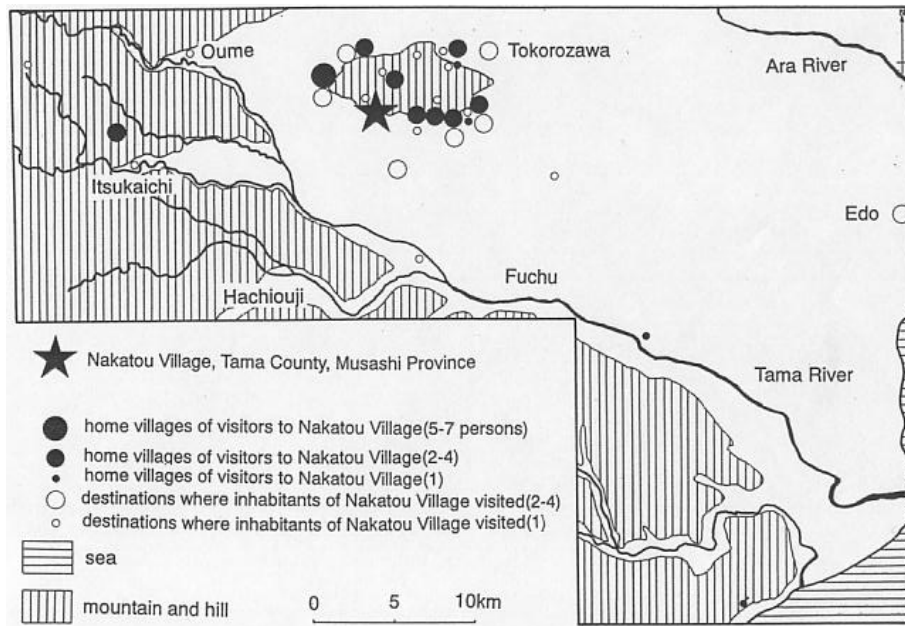 Oume
Tokorozawa
Ara River
Itsukaichi
Edo
Fuchu
Hachiouji
Tama River
Nakatou Village, Tama County, Musashi Province
home villages of visitors to Nakatou Village(5-7 persons)
home villages of visitors to Nakatou Village(2-4)
home villages of visitors to Nakatou Village(1)
destinations where inhabitants of Nakatou Village visited(2-4)
destinations where inhabitants of Nakatou Village visited(1)
sea
mountain and hill
0 5 10km